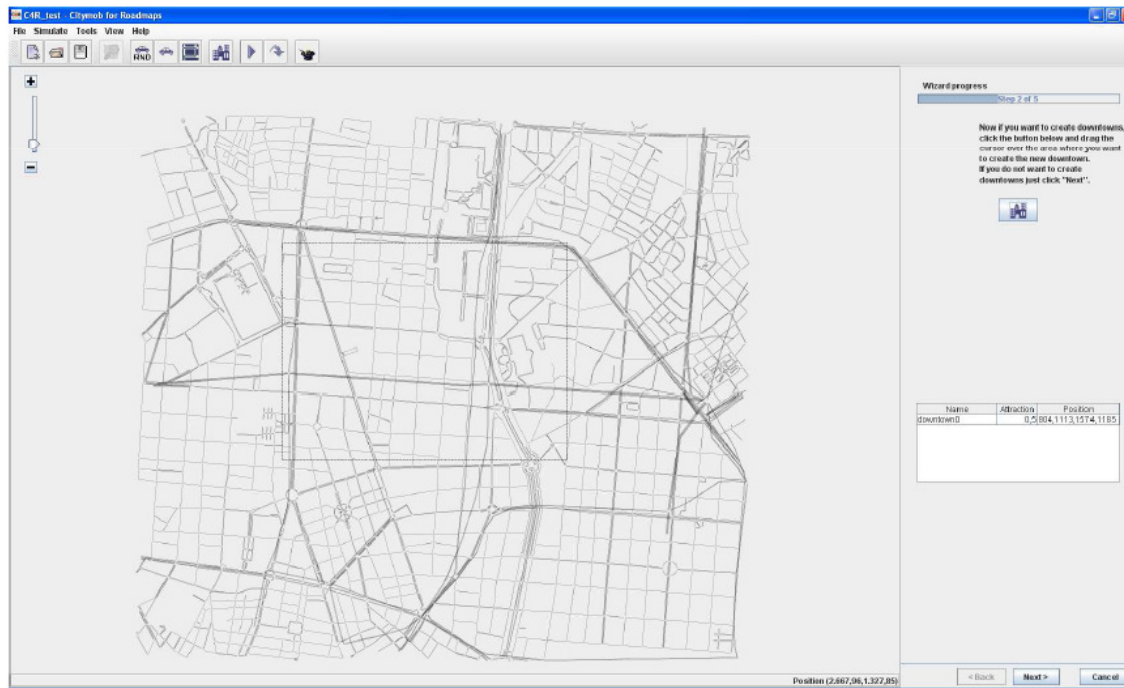 C4R_test - Citymob for Roadmaps
File Simulate Tools View Help
RND
Wizard progress
Step 2 of 5
Now if you want to create downtowns,
click the button below and drag the
cursor over the area where you want
to create the new downtown.
If you do not want to create
downtowns just click "Next".
Name Attraction Position
downtown0 0,5 804,1113,1574,1185
Position (2.667,96,1.327,85)
< Back Next > Cancel